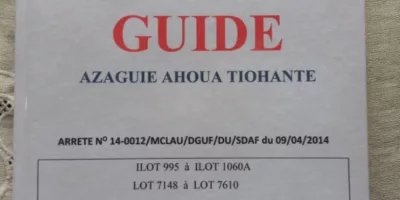 GUIDE
AZAGUIE AHOUA TIOHANTE
ARRETE N° 14-0012/MCLAU/DGUF/DU/SDAF du 09/04/2014
ILOT 995 à ILOT 1060A
LOT 7148 à LOT 7610